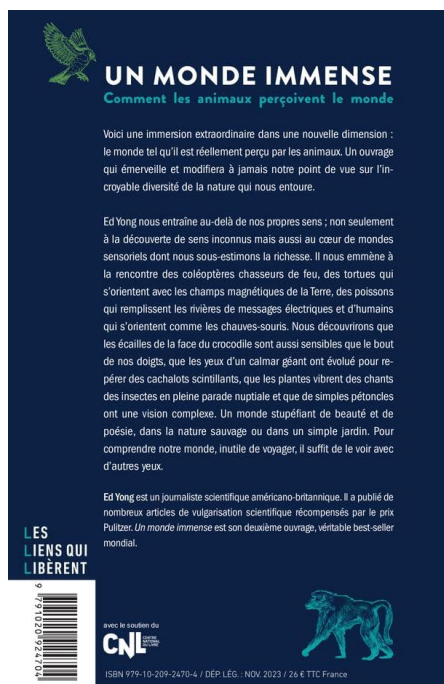 UN MONDE IMMENSE
Comment les animaux perçoivent le monde
Voici une immersion extraordinaire dans une nouvelle dimension :
le monde tel qu'il est réellement perçu par les animaux. Un ouvrage
qui émerveille et modifiera à jamais notre point de vue sur l'in-
croyable diversité de la nature qui nous entoure.
Ed Yong nous entraîne au-delà de nos propres sens ; non seulement
à la découverte de sens inconnus mais aussi au cœur de mondes
sensoriels dont nous sous-estimons la richesse. Il nous emmène à
la rencontre des coléoptères chasseurs de feu, des tortues qui
s'orientent avec les champs magnétiques de la Terre, des poissons
qui remplissent les rivières de messages électriques et d'humains
qui s'orientent comme les chauves-souris. Nous découvrirons que
les écailles de la face du crocodile sont aussi sensibles que le bout
de nos doigts, que les yeux d'un calmar géant ont évolué pour re-
pérer des cachalots scintillants, que les plantes vibrent des chants
des insectes en pleine parade nuptiale et que de simples pétoncles
ont une vision complexe. Un monde stupéfiant de beauté et de
poésie, dans la nature sauvage ou dans un simple jardin. Pour
comprendre notre monde, inutile de voyager, il suffit de le voir avec
d'autres yeux.
Ed Yong est un journaliste scientifique américano-britannique. Il a publié de
nombreux articles de vulgarisation scientifique récompensés par le prix
Pulitzer. Un monde immense est son deuxième ouvrage, véritable best-seller
mondial.
LES
LIENS QUI
LIBÈRENT
9 791020 924704
avec le soutien du
CNL
CENTRE
NATIONAL
DU LIVRE
ISBN 979-10-209-2470-4 / DÉP. LÉG. : NOV. 2023 / 26 € TTC France